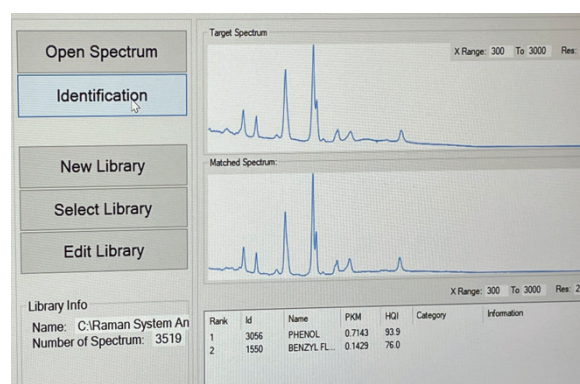 Open Spectrum
Identification
New Library
Select Library
Edit Library
Library Info
Name: C:\Raman System An
Number of Spectrum: 3519
Target Spectrum
X Range: 300 To 3000 Res:
Matched Spectrum:
X Range: 300 To 3000 Res: 2
Rank Id Name PKM HQI Category Information
1 3056 PHENOL 0.7143 93.9
2 1550 BENZYL FL... 0.1429 76.0